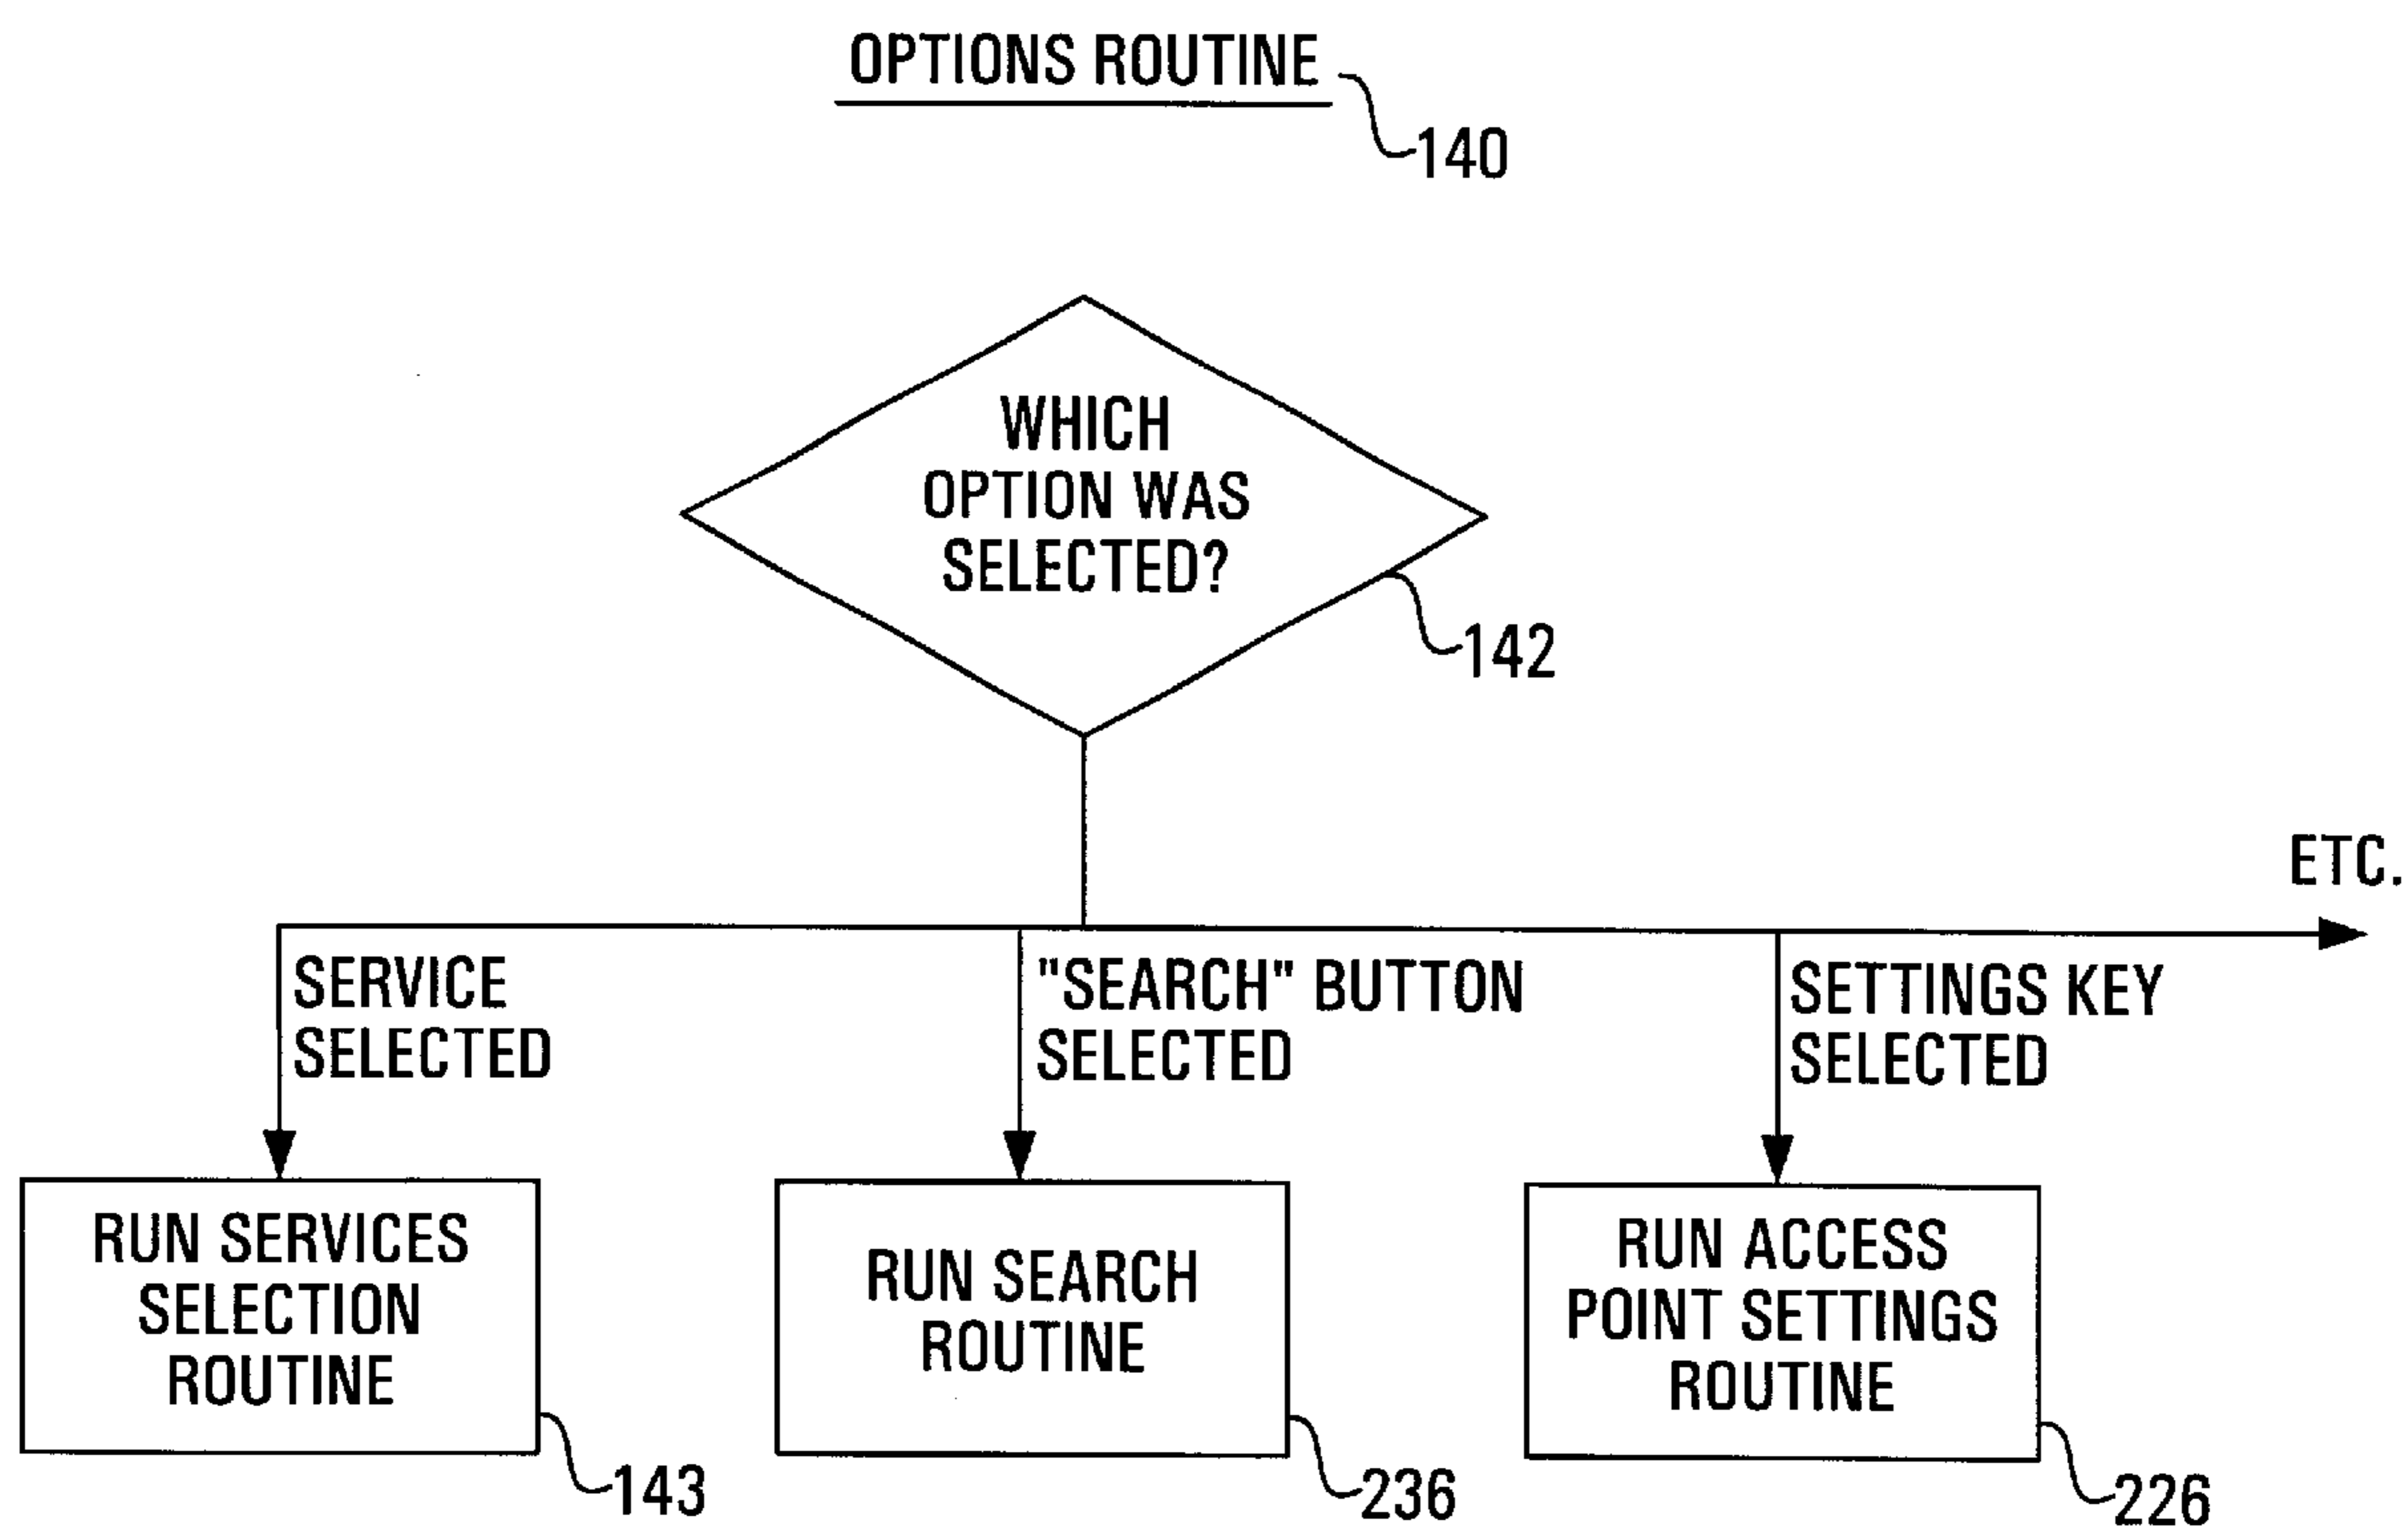 OPTIONS ROUTINE
140
WHICH
OPTION WAS
SELECTED?
142
ETC.
SERVICE
SELECTED
"SEARCH" BUTTON
SELECTED
SETTINGS KEY
SELECTED
RUN SERVICES
SELECTION
ROUTINE
143
RUN SEARCH
ROUTINE
236
RUN ACCESS
POINT SETTINGS
ROUTINE
226